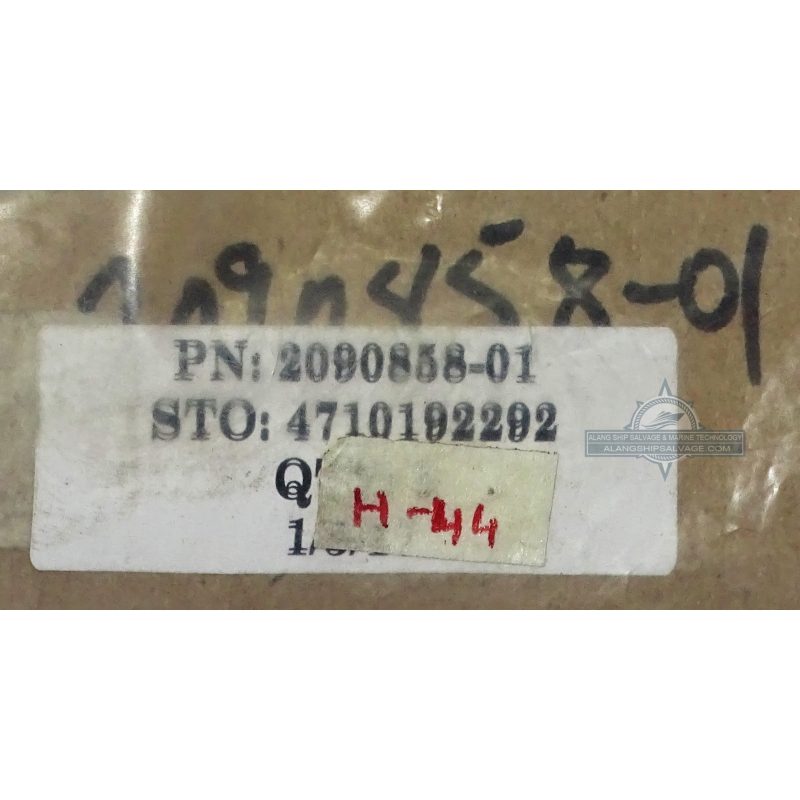 2090858-01
PN: 2090858-01
STO: 4710192292
H-44
ALANG SHIP SALVAGE & MARINE TECHNOLOGY
ALANGSHIPSALVAGE.COM